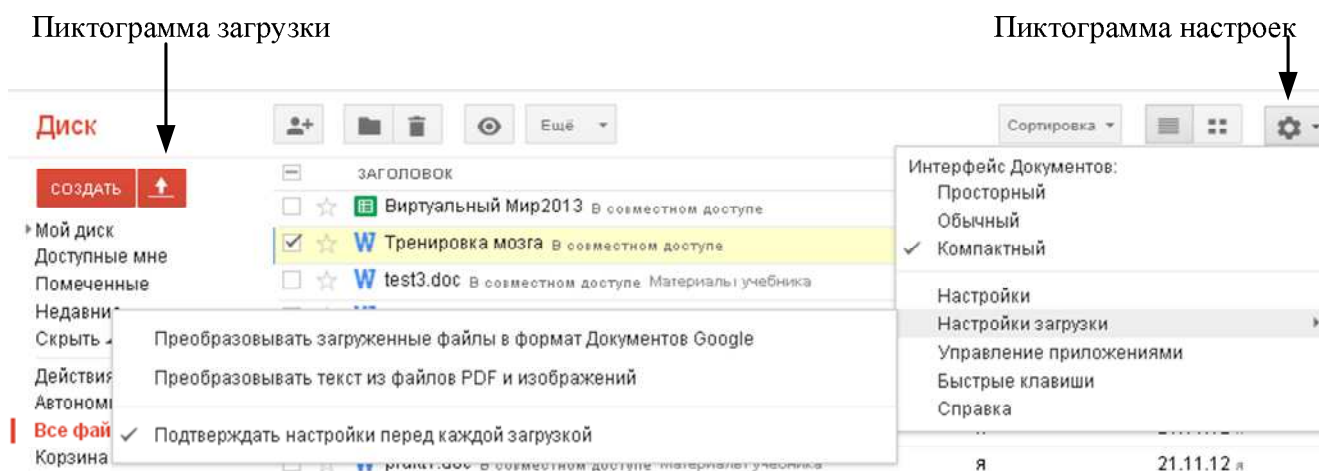 Пиктограмма загрузки
Пиктограмма настроек
Диск
Ещё
Сортировка
СОЗДАТЬ
ЗАГОЛОВОК
Интерфейс Документов:
Просторный
Обычный
Компактный
Настройки
Настройки загрузки
Управление приложениями
Быстрые клавиши
Справка
Виртуальный Мир2013 В совместном доступе
Тренировка мозга В совместном доступе
test3.doc В совместном доступе Материалы учебника
Мой диск
Доступные мне
Помеченные
Недавние
Скрыть
Действия
Все фай
Корзина
Преобразовывать загруженные файлы в формат Документов Google
Преобразовывать текст из файлов PDF и изображений
Подтверждать настройки перед каждой загрузкой
я 21.11.12 я